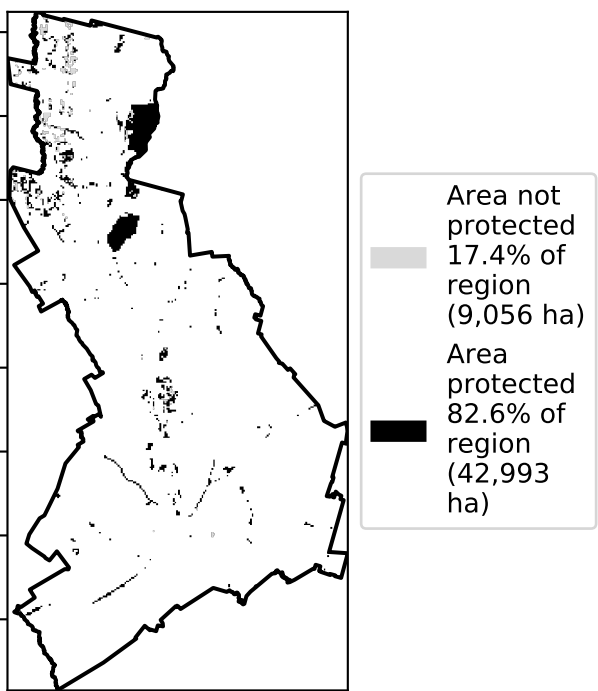 Area not
protected
17.4% of
region
(9,056 ha)
Area
protected
82.6% of
region
(42,993
ha)